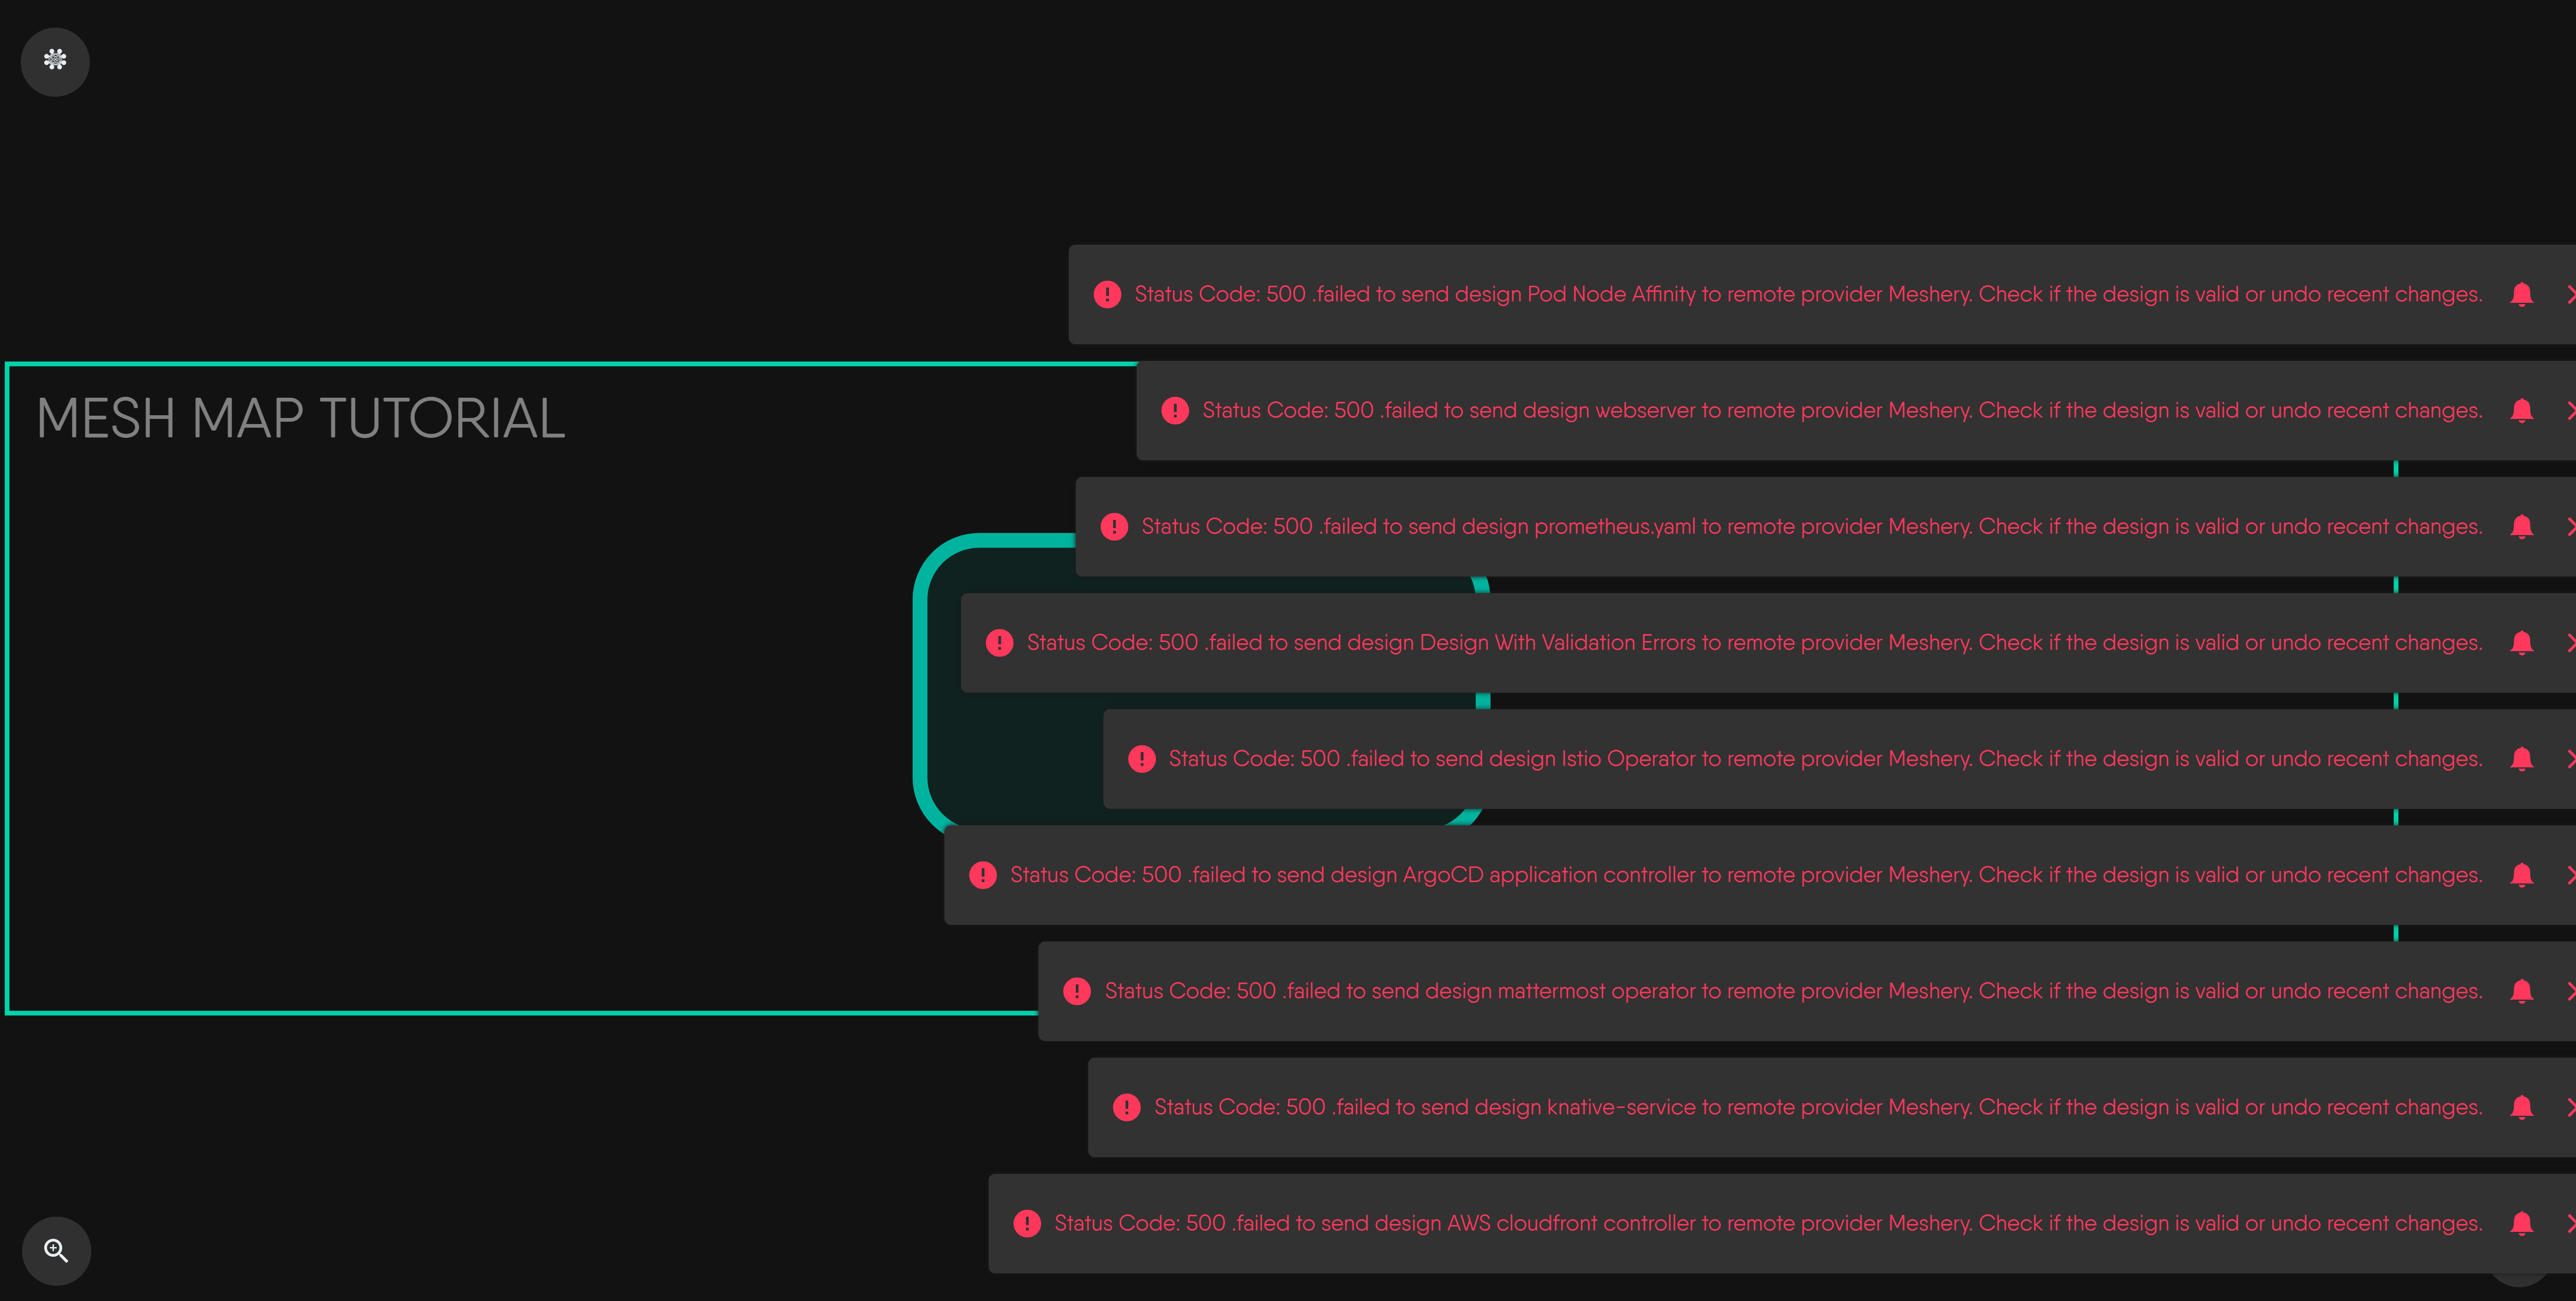 Status Code: 500 .failed to send design Pod Node Affinity to remote provider Meshery. Check if the design is valid or undo recent changes.
MESH MAP TUTORIAL
Status Code: 500 .failed to send design webserver to remote provider Meshery. Check if the design is valid or undo recent changes.
Status Code: 500 .failed to send design prometheus.yaml to remote provider Meshery. Check if the design is valid or undo recent changes.
Status Code: 500 .failed to send design Design With Validation Errors to remote provider Meshery. Check if the design is valid or undo recent changes.
Status Code: 500 .failed to send design Istio Operator to remote provider Meshery. Check if the design is valid or undo recent changes.
Status Code: 500 .failed to send design ArgoCD application controller to remote provider Meshery. Check if the design is valid or undo recent changes.
Status Code: 500 .failed to send design mattermost operator to remote provider Meshery. Check if the design is valid or undo recent changes.
Status Code: 500 .failed to send design knative-service to remote provider Meshery. Check if the design is valid or undo recent changes.
Status Code: 500 .failed to send design AWS cloudfront controller to remote provider Meshery. Check if the design is valid or undo recent changes.